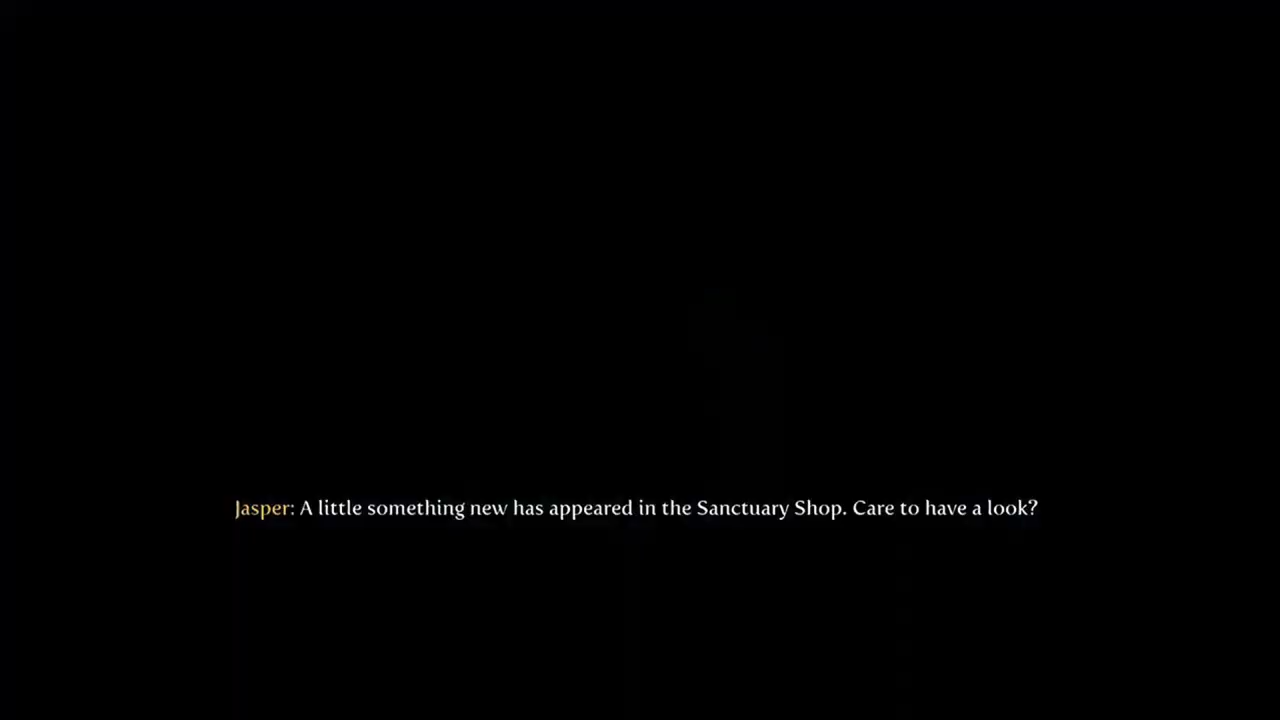 Jasper: A little something new has appeared in the Sanctuary Shop. Care to have a look?